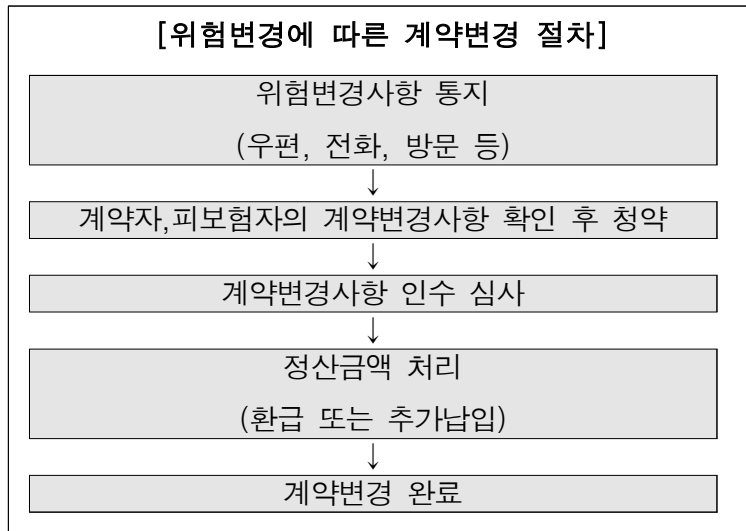 [위험변경에 따른 계약변경 절차]
위험변경사항 통지
(우편, 전화, 방문 등)
↓
계약자,피보험자의 계약변경사항 확인 후 청약
↓
계약변경사항 인수 심사
↓
정산금액 처리
(환급 또는 추가납입)
↓
계약변경 완료